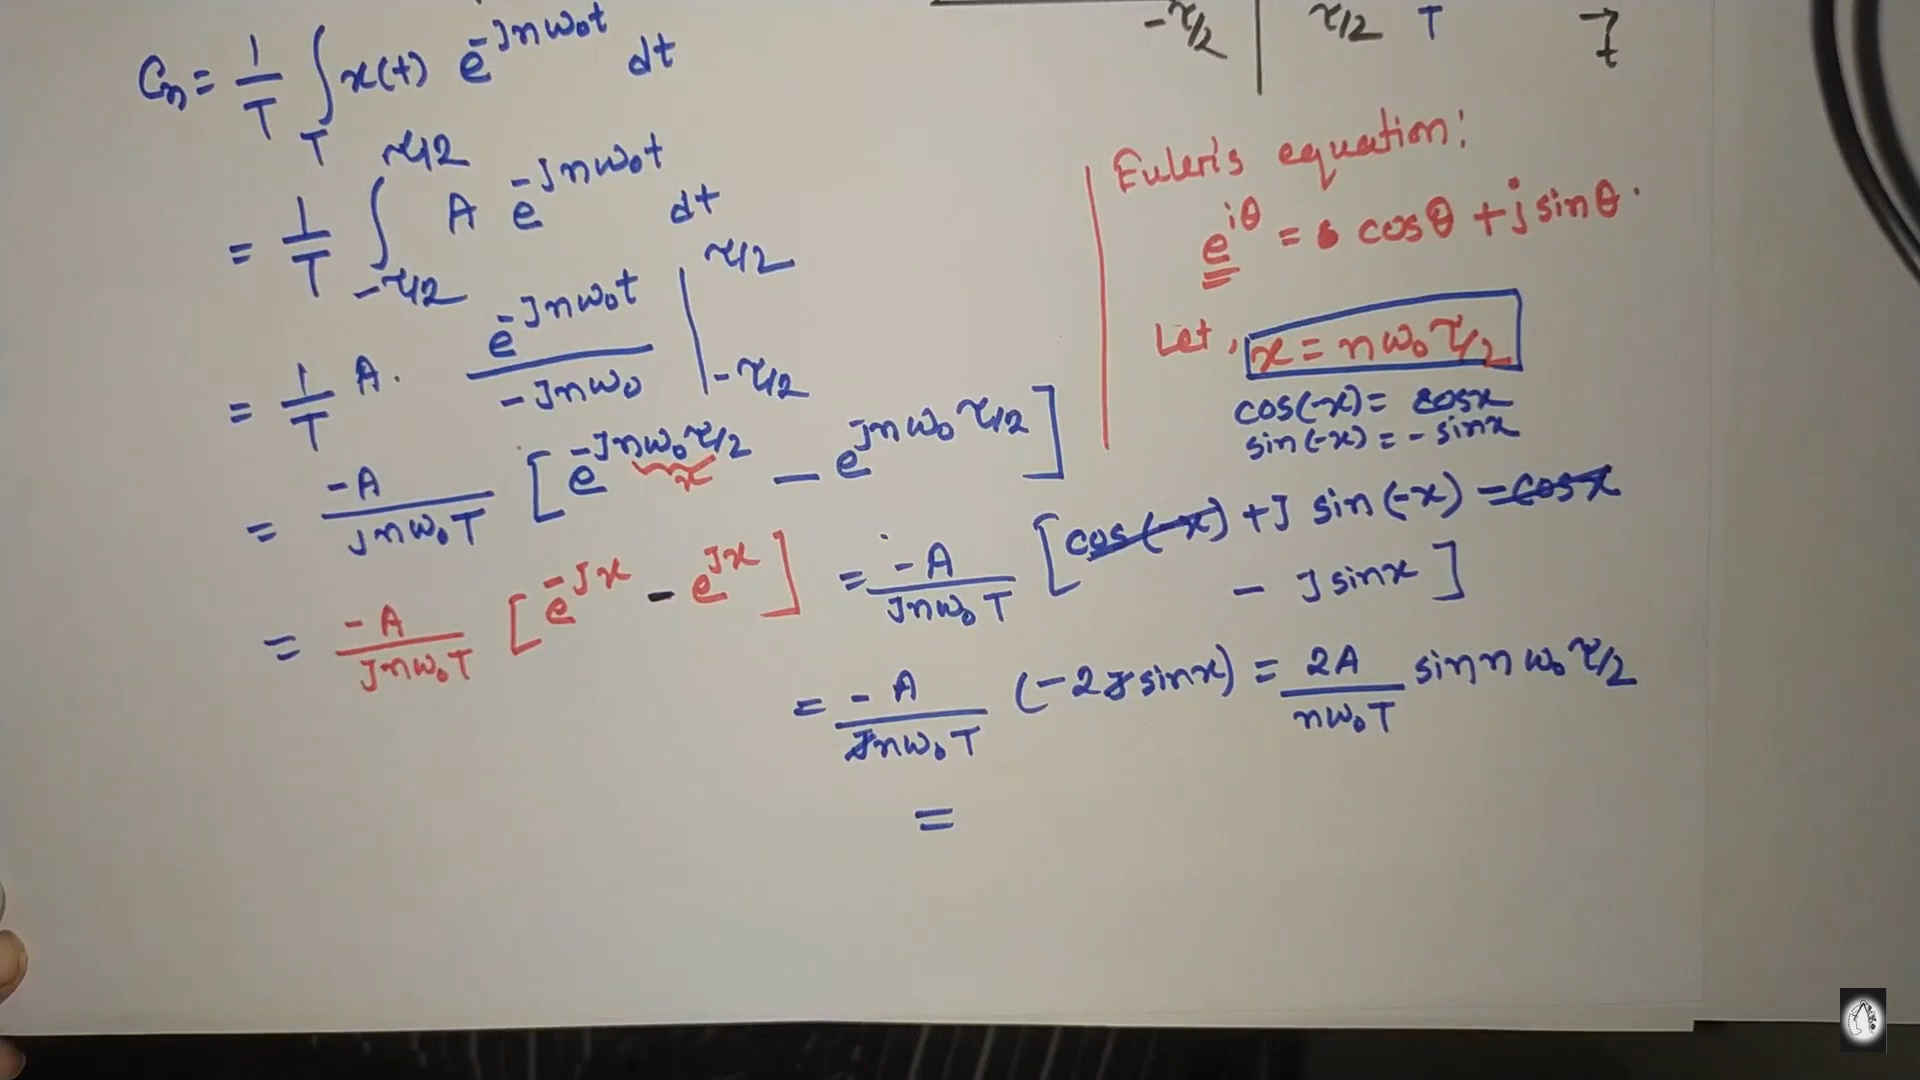 -τ/2 τ/2 T t
Cn = 1/T ∫_T x(t) e^-Jnω₀t dt
= 1/T ∫_-τ/2^τ/2 A e^-Jnω₀t dt
= 1/T A. e^-Jnω₀t / -Jnω₀ |_-τ/2^τ/2
= -A/Jnω₀T [e^-Jnω₀τ/2 - e^Jnω₀τ/2]
x
= -A/Jnω₀T [e^-Jx - e^Jx]
Euler's equation:
e^iθ = cosθ + j sinθ.
Let, x = nω₀τ/2
cos(-x) = cosx
sin(-x) = - sinx
= -A/Jnω₀T [cos(-x) + J sin(-x) - cosx
- J sinx]
= -A/Jnω₀T (-2J sinx) = 2A/nω₀T sin nω₀τ/2
=